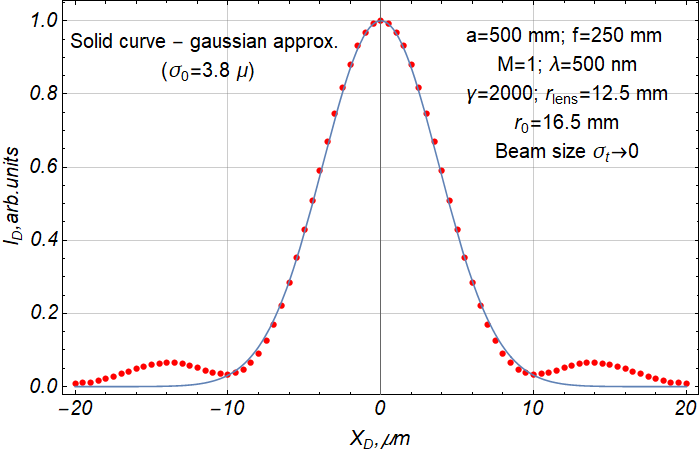 Solid curve – gaussian approx.
(σ0=3.8 μ)
a=500 mm; f=250 mm
M=1; λ=500 nm
γ=2000; rlens=12.5 mm
r0=16.5 mm
Beam size σt→0
ID,arb.units
1.0
0.8
0.6
0.4
0.2
0.0
−20
−10
0
10
20
XD,μm